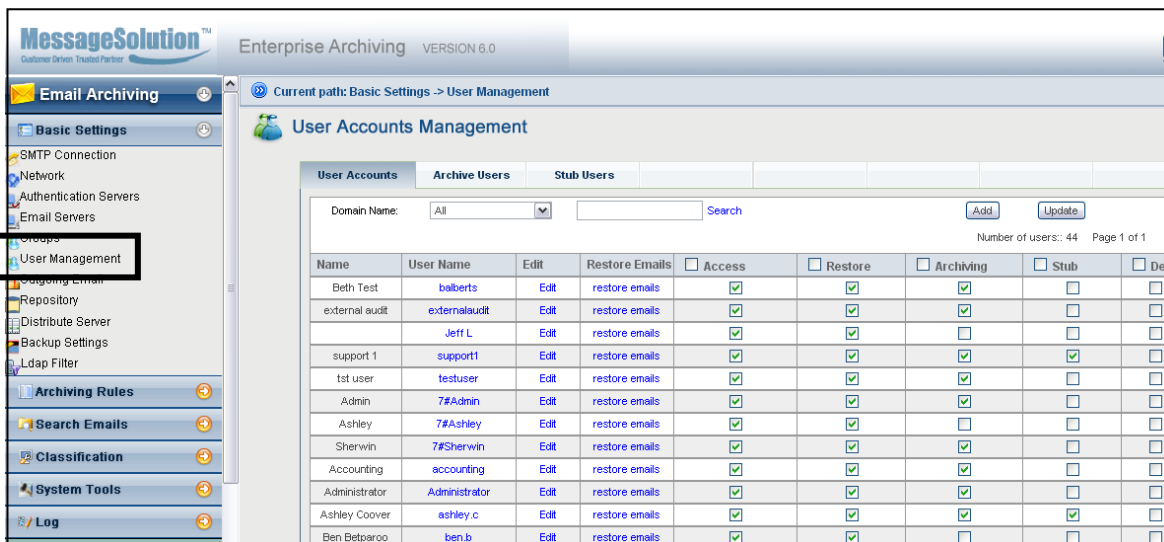 MessageSolution™
Customer Driven Trusted Partner
Enterprise Archiving VERSION 6.0
Email Archiving
Basic Settings
SMTP Connection
Network
Authentication Servers
Email Servers
Groups
User Management
Outgoing Email
Repository
Distribute Server
Backup Settings
Ldap Filter
Archiving Rules
Search Emails
Classification
System Tools
Log
Current path: Basic Settings -> User Management
User Accounts Management
User Accounts Archive Users Stub Users
Domain Name: All Search Add Update
Number of users:: 44 Page 1 of 1
Name User Name Edit Restore Emails Access Restore Archiving Stub De
Beth Test balberts Edit restore emails
external audit externalaudit Edit restore emails
Jeff L Edit restore emails
support 1 support1 Edit restore emails
tst user testuser Edit restore emails
Admin 7#Admin Edit restore emails
Ashley 7#Ashley Edit restore emails
Sherwin 7#Sherwin Edit restore emails
Accounting accounting Edit restore emails
Administrator Administrator Edit restore emails
Ashley Coover ashley.c Edit restore emails
Ben Betparoo ben.b Edit restore emails